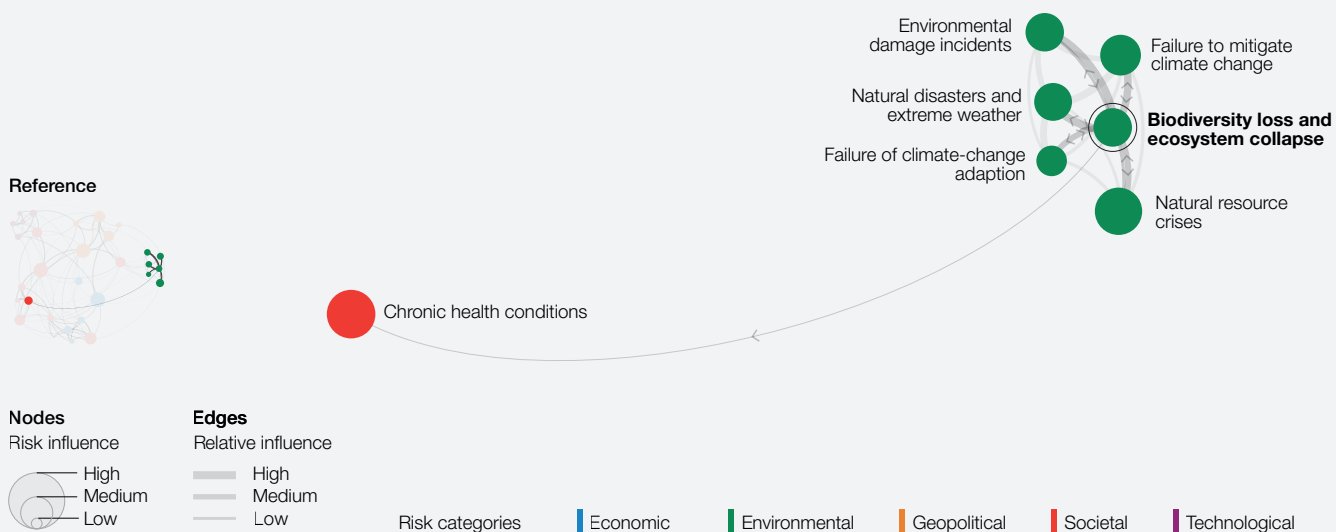 Environmental
damage incidents
Failure to mitigate
climate change
Natural disasters and
extreme weather
Biodiversity loss and
ecosystem collapse
Failure of climate-change
adaption
Natural resource
crises
Reference
Chronic health conditions
Nodes
Risk influence
High
Medium
Low
Edges
Relative influence
High
Medium
Low
Risk categories
Economic
Environmental
Geopolitical
Societal
Technological